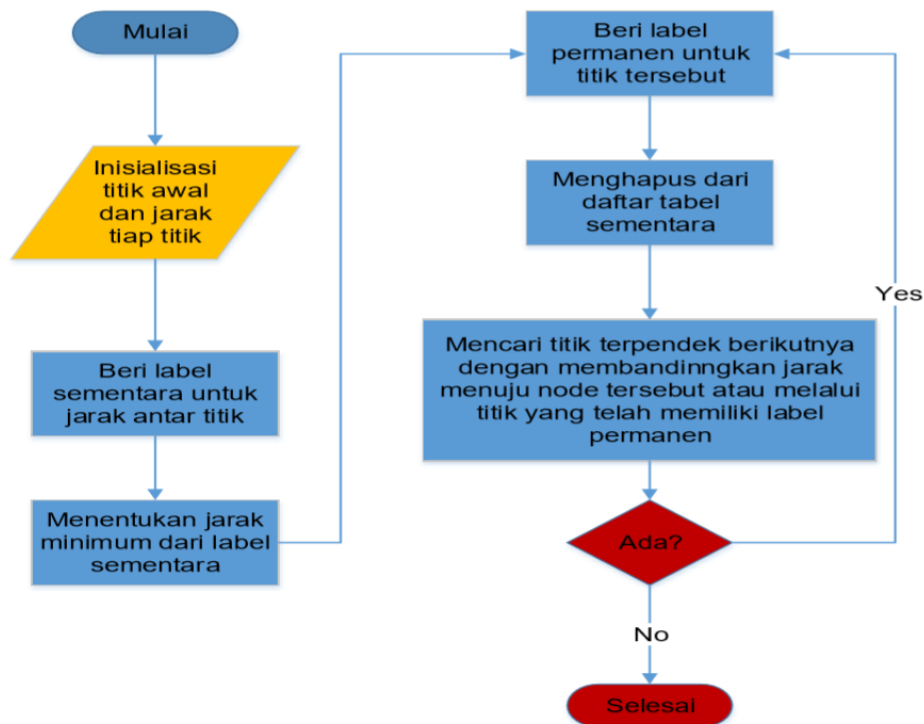 Mulai
Inisialisasi
titik awal
dan jarak
tiap titik
Beri label
sementara untuk
jarak antar titik
Menentukan jarak
minimum dari label
sementara
Beri label
permanen untuk
titik tersebut
Menghapus dari
daftar tabel
sementara
Mencari titik terpendek berikutnya
dengan membandinngkan jarak
menuju node tersebut atau melalui
titik yang telah memiliki label
permanen
Ada?
Yes
No
Selesai